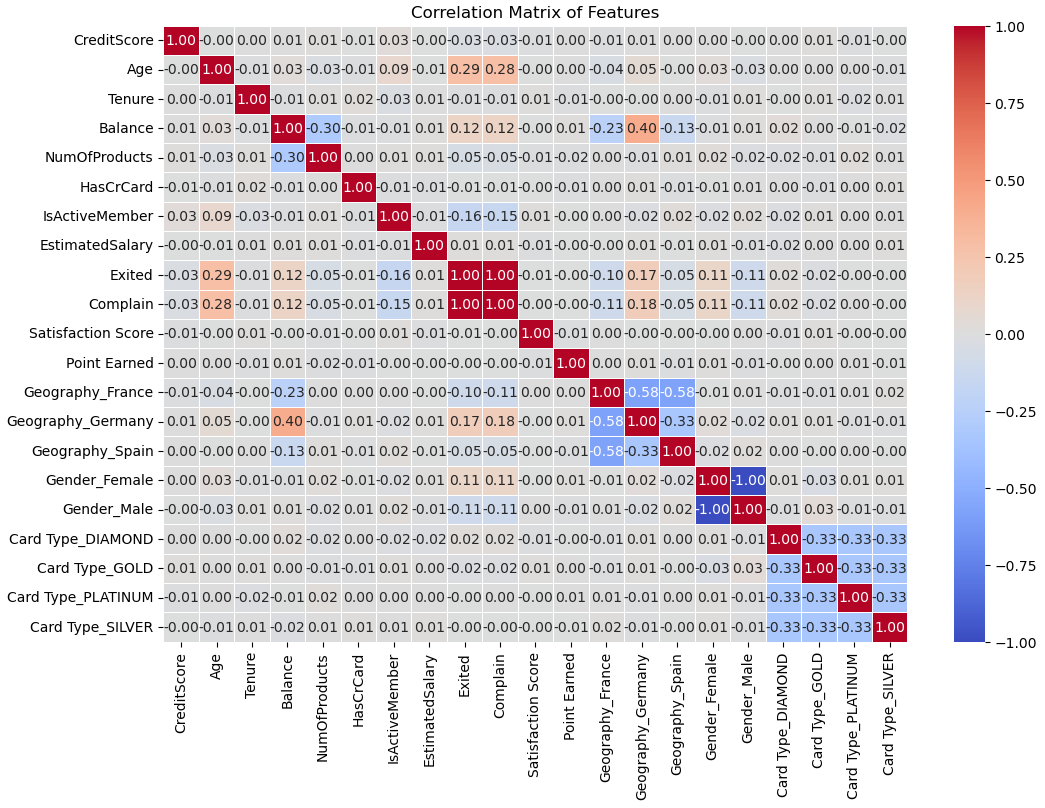 Correlation Matrix of Features
CreditScore 1.00 -0.00 0.00 0.01 0.01 -0.01 0.03 -0.00 -0.03 -0.03 -0.01 0.00 -0.01 0.01 0.00 0.00 -0.00 0.00 0.01 -0.01 -0.00
Age -0.00 1.00 -0.01 0.03 -0.03 -0.01 0.09 -0.01 0.29 0.28 -0.00 0.00 -0.04 0.05 -0.00 0.03 -0.03 0.00 0.00 0.00 -0.01
Tenure 0.00 -0.01 1.00 -0.01 0.01 0.02 -0.03 0.01 -0.01 -0.01 0.01 -0.01 -0.00 -0.00 0.00 -0.01 0.01 -0.00 0.01 -0.02 0.01
Balance 0.01 0.03 -0.01 1.00 -0.30 -0.01 -0.01 0.01 0.12 0.12 -0.00 0.01 -0.23 0.40 -0.13 -0.01 0.01 0.02 0.00 -0.01 -0.02
NumOfProducts 0.01 -0.03 0.01 -0.30 1.00 0.00 0.01 0.01 -0.05 -0.05 -0.01 -0.02 0.00 -0.01 0.01 0.02 -0.02 -0.02 -0.01 0.02 0.01
HasCrCard -0.01 -0.01 0.02 -0.01 0.00 1.00 -0.01 -0.01 -0.01 -0.01 -0.00 -0.01 0.00 0.01 -0.01 -0.01 0.01 0.00 -0.01 0.00 0.01
IsActiveMember 0.03 0.09 -0.03 -0.01 0.01 -0.01 1.00 -0.01 -0.16 -0.15 0.01 -0.00 0.00 -0.02 0.02 -0.02 0.02 -0.02 0.01 0.00 0.01
EstimatedSalary -0.00 -0.01 0.01 0.01 0.01 -0.01 -0.01 1.00 0.01 0.01 -0.01 -0.00 -0.00 0.01 -0.01 0.01 -0.01 -0.02 0.00 0.00 0.01
Exited -0.03 0.29 -0.01 0.12 -0.05 -0.01 -0.16 0.01 1.00 1.00 -0.01 -0.00 -0.10 0.17 -0.05 0.11 -0.11 0.02 -0.02 -0.00 -0.00
Complain -0.03 0.28 -0.01 0.12 -0.05 -0.01 -0.15 0.01 1.00 1.00 -0.00 -0.00 -0.11 0.18 -0.05 0.11 -0.11 0.02 -0.02 0.00 -0.00
Satisfaction Score -0.01 -0.00 0.01 -0.00 -0.01 -0.00 0.01 -0.01 -0.01 -0.00 1.00 -0.01 0.00 -0.00 -0.00 -0.00 0.00 -0.01 0.01 0.00 -0.00
Point Earned 0.00 0.00 -0.01 0.01 -0.02 -0.01 -0.00 -0.00 -0.00 -0.00 -0.01 1.00 0.00 0.01 -0.01 0.01 -0.01 -0.00 0.00 0.01 -0.01
Geography_France -0.01 -0.04 -0.00 -0.23 0.00 0.00 0.00 -0.00 -0.10 -0.11 0.00 0.00 1.00 -0.58 -0.58 -0.01 0.01 -0.01 -0.01 0.01 0.02
Geography_Germany 0.01 0.05 -0.00 0.40 -0.01 0.01 -0.02 0.01 0.17 0.18 -0.00 0.01 -0.58 1.00 -0.33 0.02 -0.02 0.01 0.01 -0.01 -0.01
Geography_Spain 0.00 -0.00 0.00 -0.13 0.01 -0.01 0.02 -0.01 -0.05 -0.05 -0.00 -0.01 -0.58 -0.33 1.00 -0.02 0.02 0.00 -0.00 0.00 -0.00
Gender_Female 0.00 0.03 -0.01 -0.01 0.02 -0.01 -0.02 0.01 0.11 0.11 -0.00 0.01 -0.01 0.02 -0.02 1.00 -1.00 0.01 -0.03 0.01 0.01
Gender_Male -0.00 -0.03 0.01 0.01 -0.02 0.01 0.02 -0.01 -0.11 -0.11 0.00 -0.01 0.01 -0.02 0.02 -1.00 1.00 -0.01 0.03 -0.01 -0.01
Card Type_DIAMOND 0.00 0.00 -0.00 0.02 -0.02 0.00 -0.02 -0.02 0.02 0.02 -0.01 -0.00 -0.01 0.01 0.00 0.01 -0.01 1.00 -0.33 -0.33 -0.33
Card Type_GOLD 0.01 0.00 0.01 0.00 -0.01 -0.01 0.01 0.00 -0.02 -0.02 0.01 0.00 -0.01 0.01 -0.00 -0.03 0.03 -0.33 1.00 -0.33 -0.33
Card Type_PLATINUM -0.01 0.00 -0.02 -0.01 0.02 0.00 0.00 0.00 -0.00 0.00 0.00 0.01 0.01 -0.01 0.00 0.01 -0.01 -0.33 -0.33 1.00 -0.33
Card Type_SILVER -0.00 -0.01 0.01 -0.02 0.01 0.01 0.01 0.01 -0.00 -0.00 -0.00 -0.01 0.02 -0.01 -0.00 0.01 -0.01 -0.33 -0.33 -0.33 1.00
CreditScore
Age
Tenure
Balance
NumOfProducts
HasCrCard
IsActiveMember
EstimatedSalary
Exited
Complain
Satisfaction Score
Point Earned
Geography_France
Geography_Germany
Geography_Spain
Gender_Female
Gender_Male
Card Type_DIAMOND
Card Type_GOLD
Card Type_PLATINUM
Card Type_SILVER
1.00
0.75
0.50
0.25
0.00
−0.25
−0.50
−0.75
−1.00